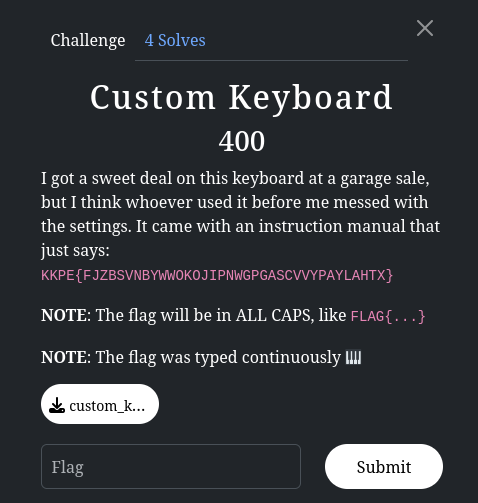 Challenge 4 Solves
Custom Keyboard
400
I got a sweet deal on this keyboard at a garage sale,
but I think whoever used it before me messed with
the settings. It came with an instruction manual that
just says:
KKPE{FJZBSVNBYWWOKOJIPNWGPGASCVVYPAYLAHTX}
NOTE: The flag will be in ALL CAPS, like FLAG{...}
NOTE: The flag was typed continuously 🎹
custom_k...
Flag Submit